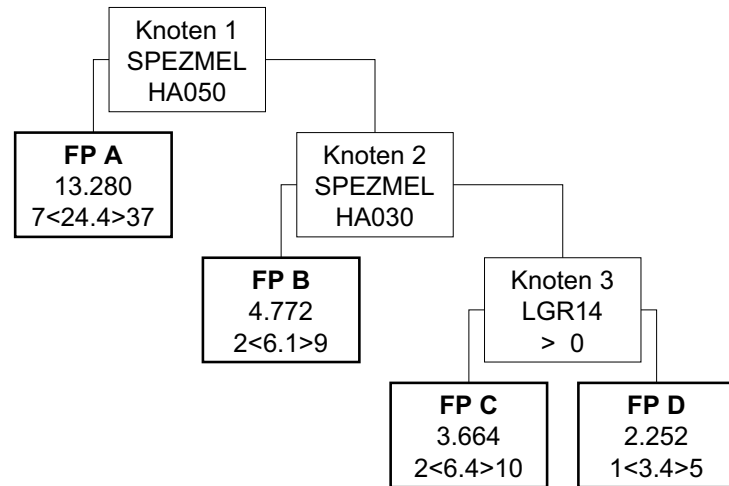 Knoten 1
SPEZMEL
HA050
FP A
13.280
7<24.4>37
Knoten 2
SPEZMEL
HA030
FP B
4.772
2<6.1>9
Knoten 3
LGR14
> 0
FP C
3.664
2<6.4>10
FP D
2.252
1<3.4>5